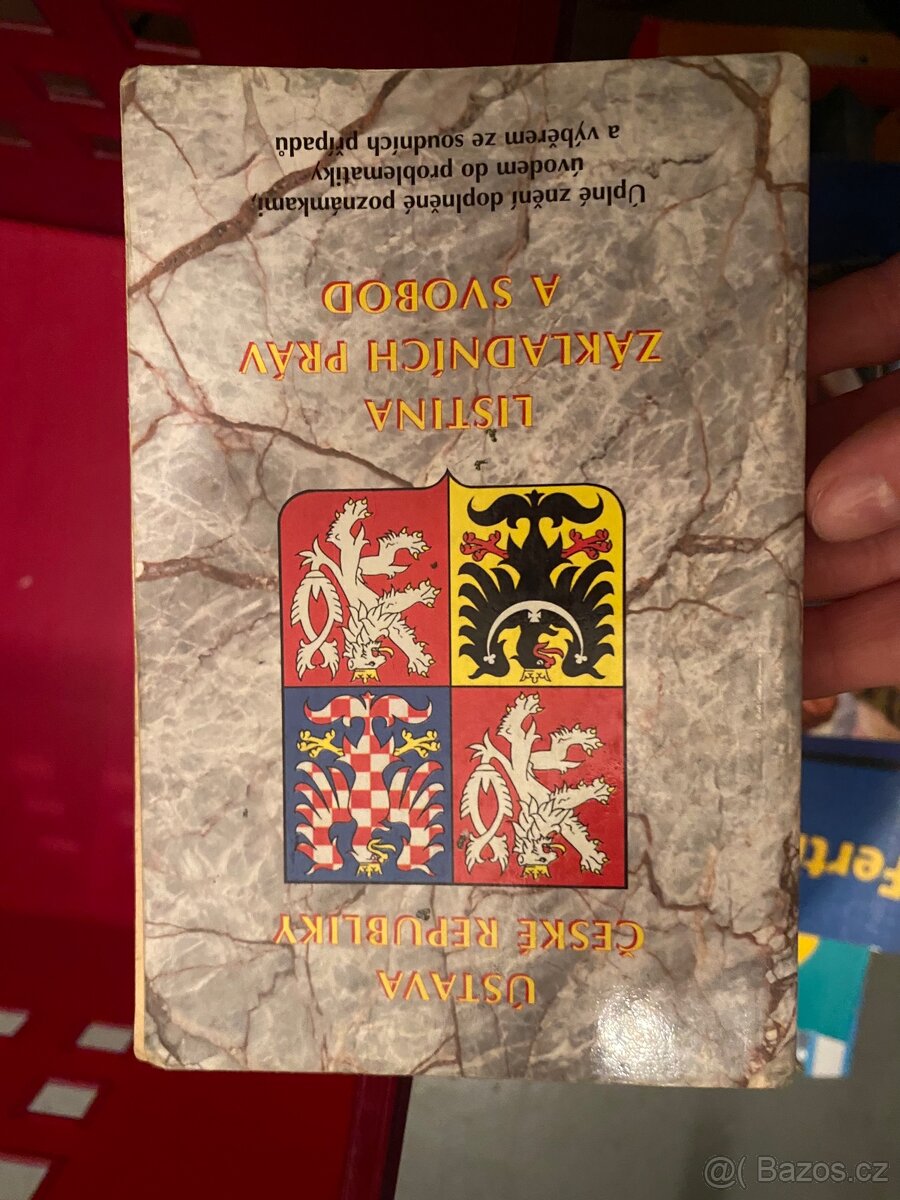 ÚSTAVA
ČESKÉ REPUBLIKY
LISTINA
ZÁKLADNÍCH PRÁV
A SVOBOD
Úplné znění doplněné poznámkami,
úvodem do problematiky
a výběrem ze soudních případů
Fert
@( Bazos.cz